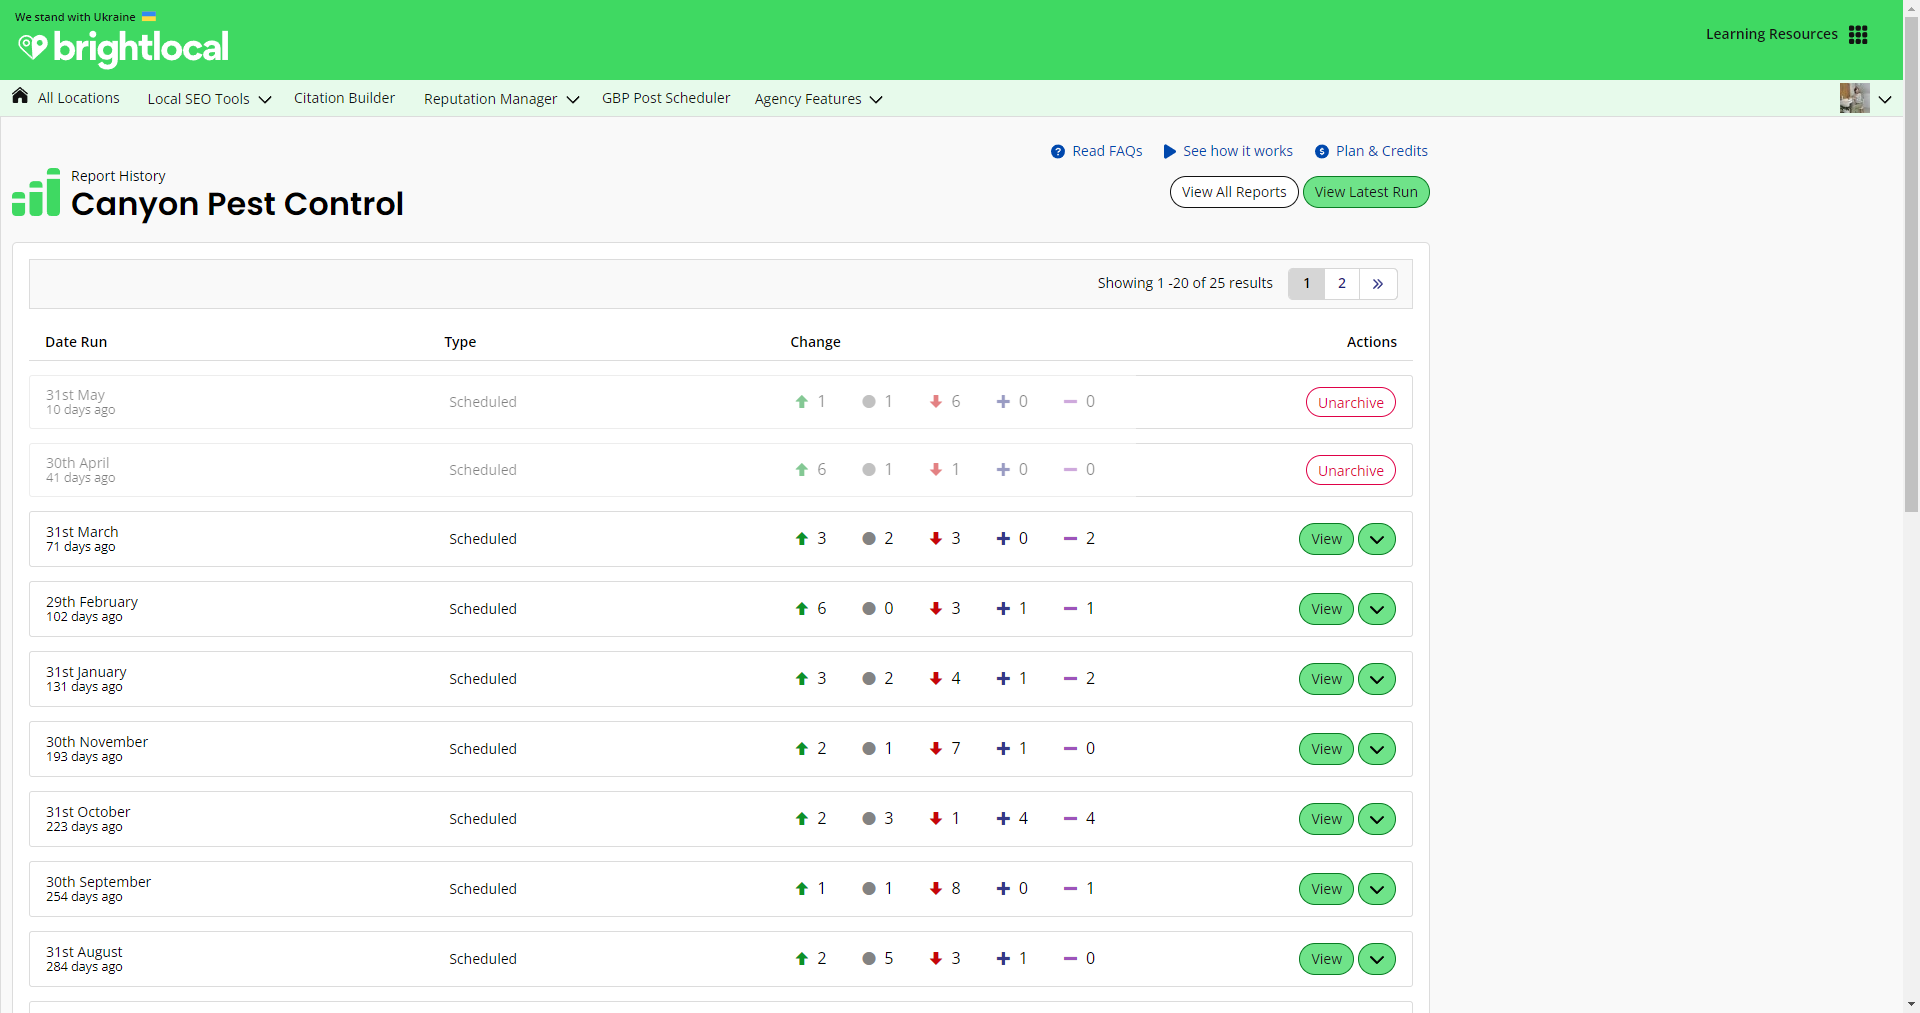 We stand with Ukraine
brightlocal
Learning Resources
All Locations Local SEO Tools Citation Builder Reputation Manager GBP Post Scheduler Agency Features
Read FAQs See how it works Plan & Credits
Report History
Canyon Pest Control
View All Reports View Latest Run
Showing 1 -20 of 25 results 1 2 »
Date Run Type Change Actions
31st May
10 days ago
Scheduled 1 1 6 0 0 Unarchive
30th April
41 days ago
Scheduled 6 1 1 0 0 Unarchive
31st March
71 days ago
Scheduled 3 2 3 0 2 View
29th February
102 days ago
Scheduled 6 0 3 1 1 View
31st January
131 days ago
Scheduled 3 2 4 1 2 View
30th November
193 days ago
Scheduled 2 1 7 1 0 View
31st October
223 days ago
Scheduled 2 3 1 4 4 View
30th September
254 days ago
Scheduled 1 1 8 0 1 View
31st August
284 days ago
Scheduled 2 5 3 1 0 View